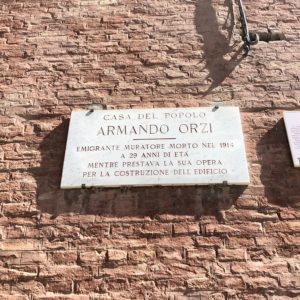 CASA DEL POPOLO
ARMANDO ORZI
EMIGRANTE MURATORE MORTO NEL 1914
A 29 ANNI DI ETÀ
MENTRE PRESTAVA LA SUA OPERA
PER LA COSTRUZIONE DELL'EDIFICIO